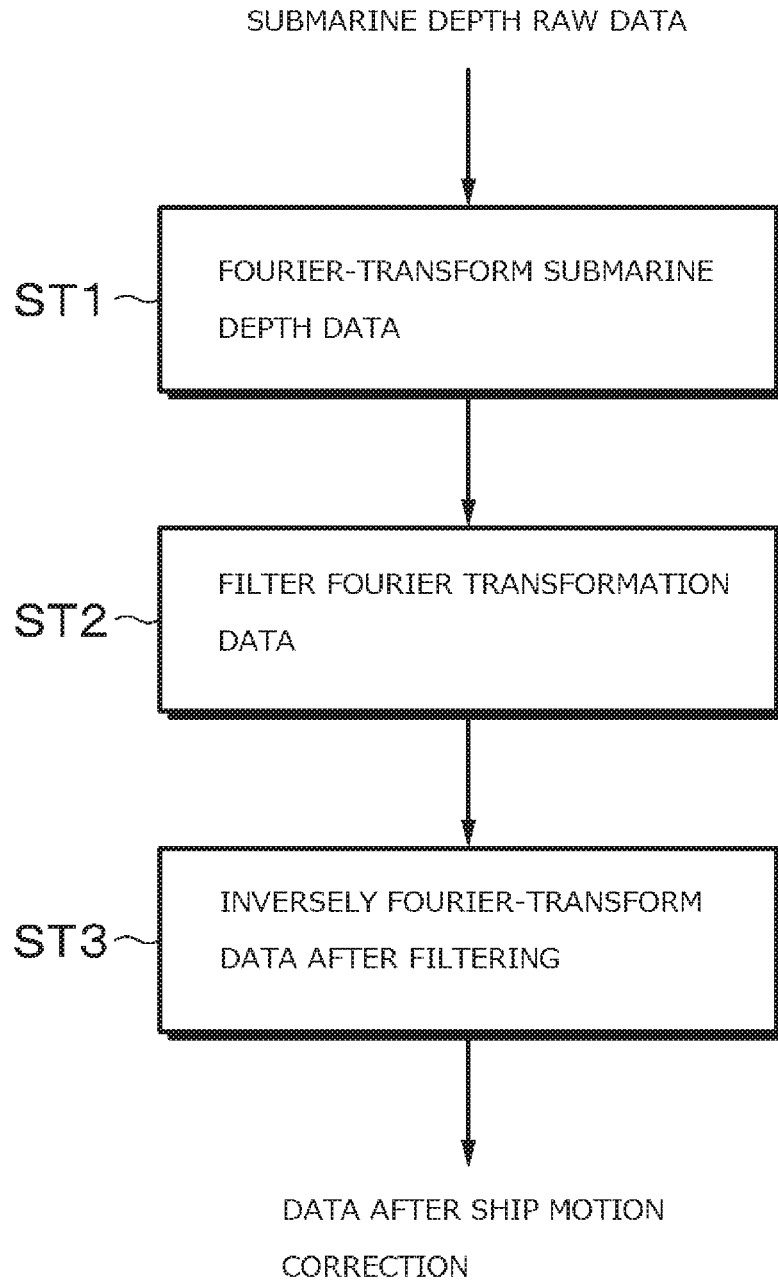 SUBMARINE DEPTH RAW DATA
ST1
FOURIER-TRANSFORM SUBMARINE
DEPTH DATA
ST2
FILTER FOURIER TRANSFORMATION
DATA
ST3
INVERSELY FOURIER-TRANSFORM
DATA AFTER FILTERING
DATA AFTER SHIP MOTION
CORRECTION